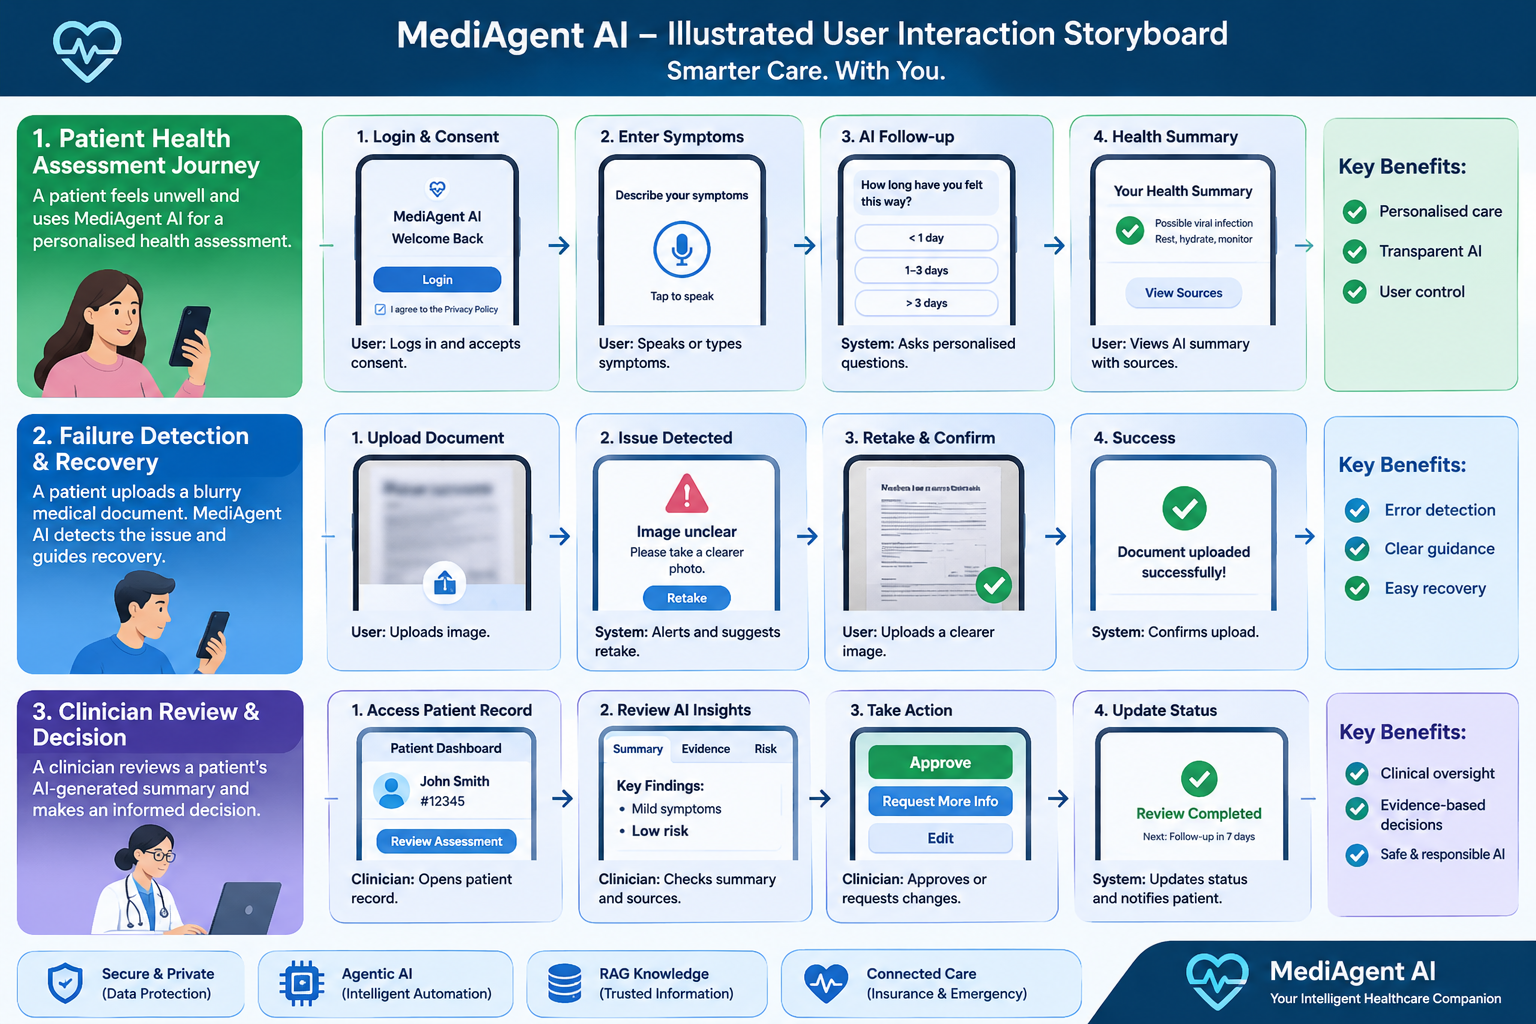 MediAgent AI – Illustrated User Interaction Storyboard
Smarter Care. With You.
1. Patient Health
Assessment Journey
A patient feels unwell and
uses MediAgent AI for a
personalised health assessment.
1. Login & Consent
MediAgent AI
Welcome Back
Login
I agree to the Privacy Policy
User: Logs in and accepts
consent.
2. Enter Symptoms
Describe your symptoms
Tap to speak
User: Speaks or types
symptoms.
3. AI Follow-up
How long have you felt
this way?
< 1 day
1–3 days
> 3 days
System: Asks personalised
questions.
4. Health Summary
Your Health Summary
Possible viral infection
Rest, hydrate, monitor
View Sources
User: Views AI summary
with sources.
Key Benefits:
Personalised care
Transparent AI
User control
2. Failure Detection
& Recovery
A patient uploads a blurry
medical document. MediAgent
AI detects the issue and
guides recovery.
1. Upload Document
User: Uploads image.
2. Issue Detected
Image unclear
Please take a clearer
photo.
Retake
System: Alerts and suggests
retake.
3. Retake & Confirm
User: Uploads a clearer
image.
4. Success
Document uploaded
successfully!
System: Confirms upload.
Key Benefits:
Error detection
Clear guidance
Easy recovery
3. Clinician Review &
Decision
A clinician reviews a patient's
AI-generated summary and
makes an informed decision.
1. Access Patient Record
Patient Dashboard
John Smith
#12345
Review Assessment
Clinician: Opens patient
record.
2. Review AI Insights
Summary Evidence Risk
Key Findings:
• Mild symptoms
• Low risk
Clinician: Checks summary
and sources.
3. Take Action
Approve
Request More Info
Edit
Clinician: Approves or
requests changes.
4. Update Status
Review Completed
Next: Follow-up in 7 days
System: Updates status
and notifies patient.
Key Benefits:
Clinical oversight
Evidence-based
decisions
Safe & responsible AI
Secure & Private
(Data Protection)
Agentic AI
(Intelligent Automation)
RAG Knowledge
(Trusted Information)
Connected Care
(Insurance & Emergency)
MediAgent AI
Your Intelligent Healthcare Companion